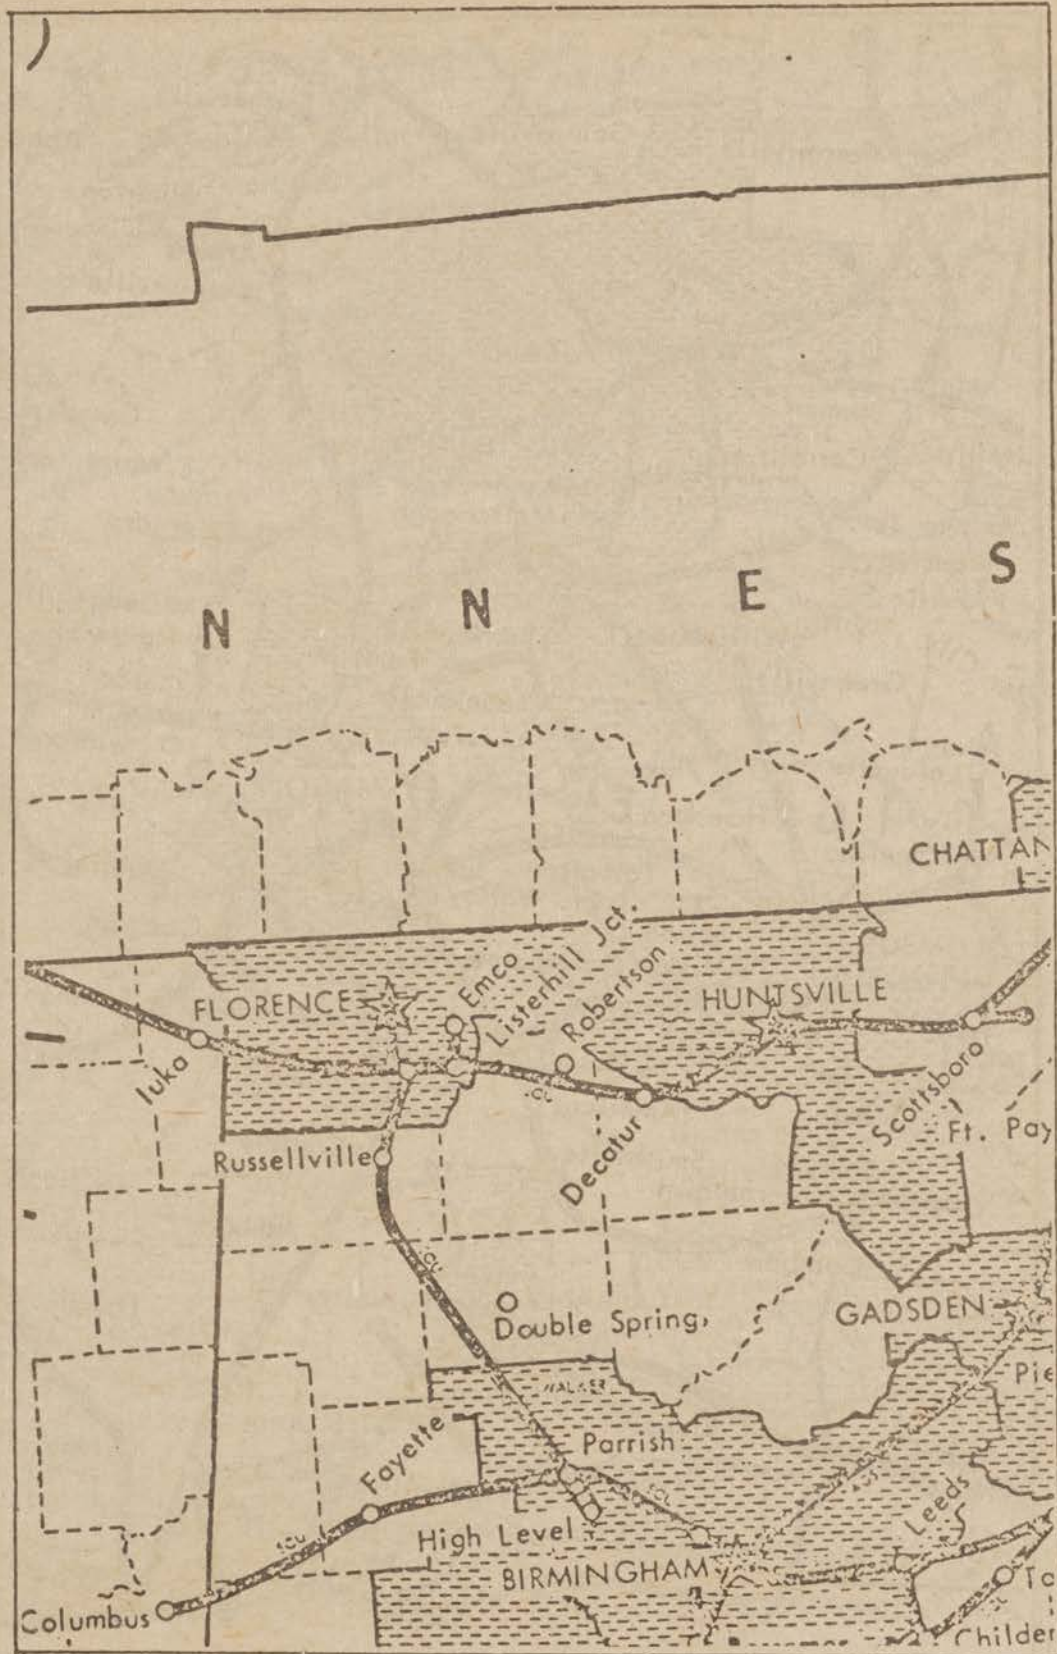 N N E S
CHATTAN
FLORENCE
Emco
Listerhill Jct.
Robertson
HUNTSVILLE
Iuka
Scottsboro
Ft. Pay
Russellville
Decatur
Double Spring,
GADSDEN
WALKER
Pie
Parrish
Fayette
Leeds
High Level
BIRMINGHAM
Columbus
Ta
Childer